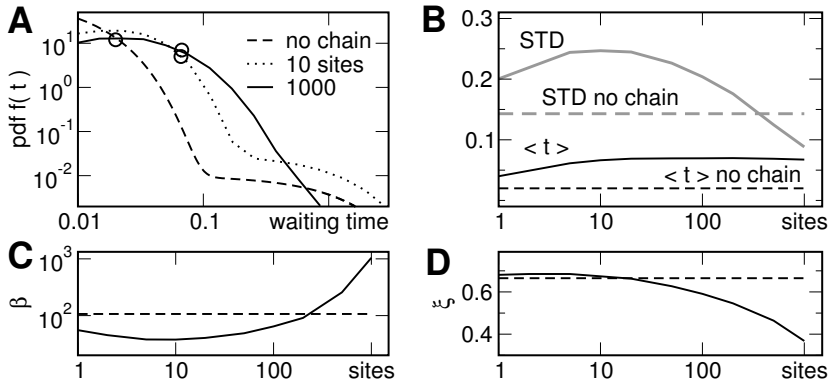 A
pdf f( t )
10^1
10^0
10^-1
10^-2
no chain
10 sites
1000
0.01
0.1
waiting time
B
0.3
0.2
0.1
STD
STD no chain
< t >
< t > no chain
1
10
100
sites
C
β
10^3
10^2
1
10
100
sites
D
ξ
0.6
0.4
1
10
100
sites